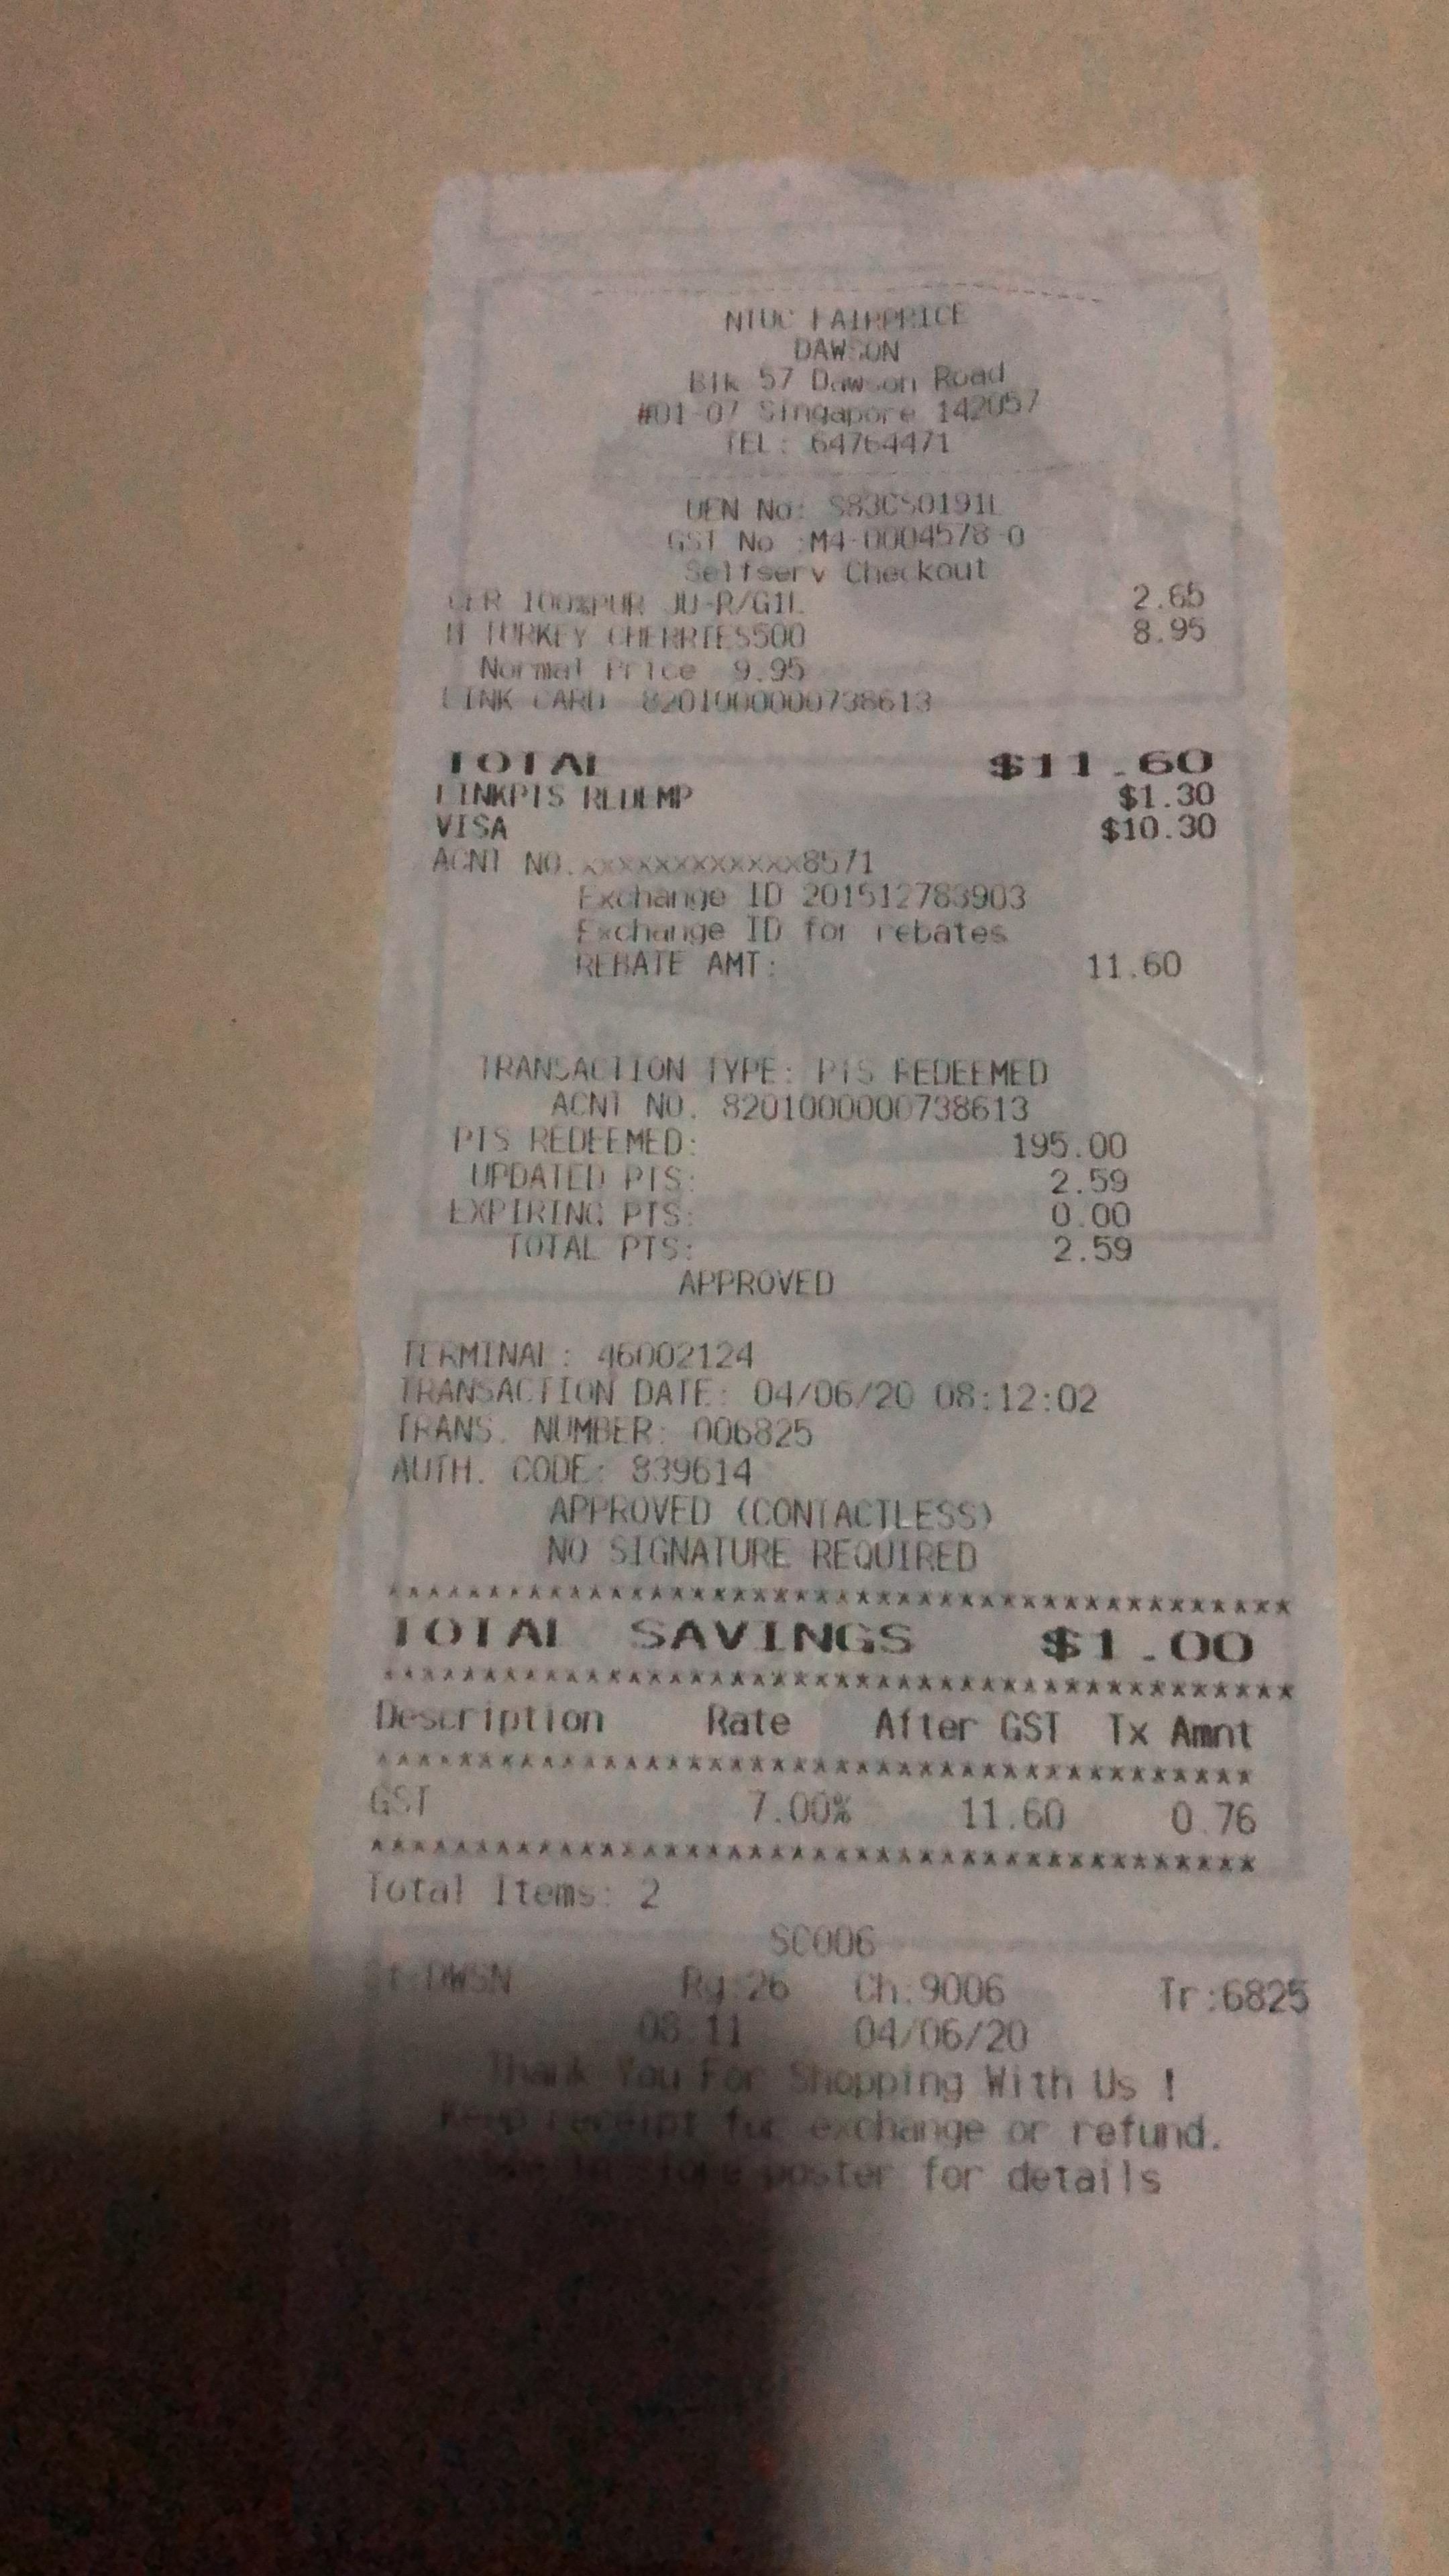 NTUC FAIRPRICE
DAWSON
Blk 57 Dawson Road
#01-07 Singapore 142057
TEL: 64764471
UEN No: S83CS0191L
GST No :M4-0004578-0
Selfserv Checkout
100%PUR JU-R/G1L 2.65
TURKEY CHERRIES500 8.95
Normal Price 9.95
LINK CARD 8201000000738613
TOTAL $11.60
LINKPTS REDEMP $1.30
VISA $10.30
ACNT NO.xxxxxxxxxxxx8571
Exchange ID 201512783903
Exchange ID for rebates
REBATE AMT: 11.60
TRANSACTION TYPE: PTS REDEEMED
ACNT NO. 8201000000738613
PTS REDEEMED: 195.00
UPDATED PTS: 2.59
EXPIRING PTS: 0.00
TOTAL PTS: 2.59
APPROVED
TERMINAL: 46002124
TRANSACTION DATE: 04/06/20 08:12:02
TRANS. NUMBER: 006825
AUTH. CODE: 839614
APPROVED (CONTACTLESS)
NO SIGNATURE REQUIRED
TOTAL SAVINGS $1.00
Description Rate After GST Tx Amnt
GST 7.00% 11.60 0.76
Total Items: 2
SC006
St:DWSN Rg:26 Ch:9006 Tr:6825
08:11 04/06/20
Thank You For Shopping With Us !
Keep receipt for exchange or refund.
poster for details